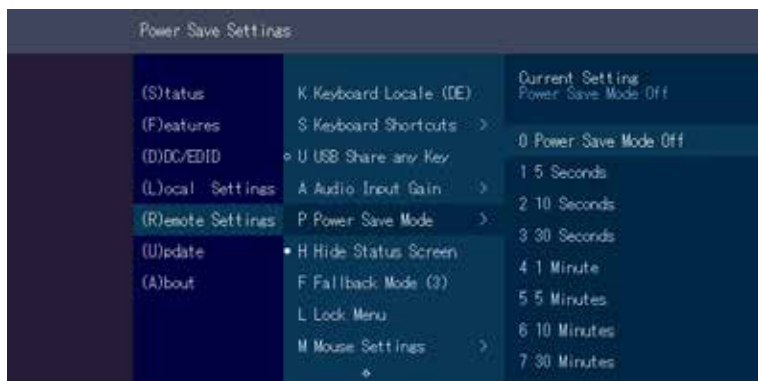 Power Save Settings
(S)tatus
(F)eatures
(D)DC/EDID
(L)ocal Settings
(R)emote Settings
(U)pdate
(A)bout
K Keyboard Locale (DE)
S Keyboard Shortcuts >
U USB Share any Key
A Audio Input Gain >
P Power Save Mode >
H Hide Status Screen
F Fallback Mode (3)
L Lock Menu
M Mouse Settings >
Current Setting
Power Save Mode Off
0 Power Save Mode Off
1 5 Seconds
2 10 Seconds
3 30 Seconds
4 1 Minute
5 5 Minutes
6 10 Minutes
7 30 Minutes